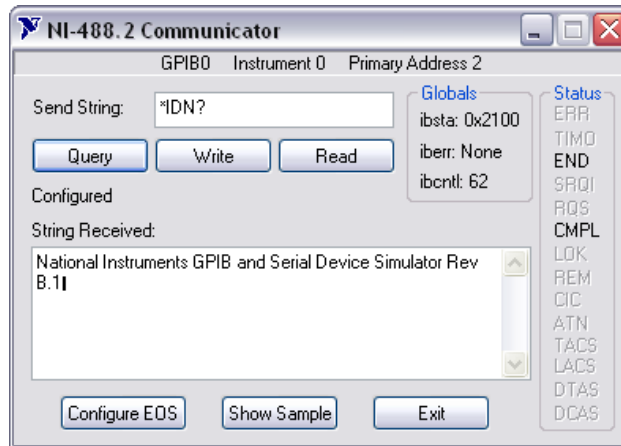 NI-488.2 Communicator
GPIB0 Instrument 0 Primary Address 2
Send String: *IDN?
Query Write Read
Configured
String Received:
National Instruments GPIB and Serial Device Simulator Rev
B.1
Configure EOS Show Sample Exit
Globals
ibsta: 0x2100
iberr: None
ibcntl: 62
Status
ERR
TIMO
END
SRQI
RQS
CMPL
LOK
REM
CIC
ATN
TACS
LACS
DTAS
DCAS